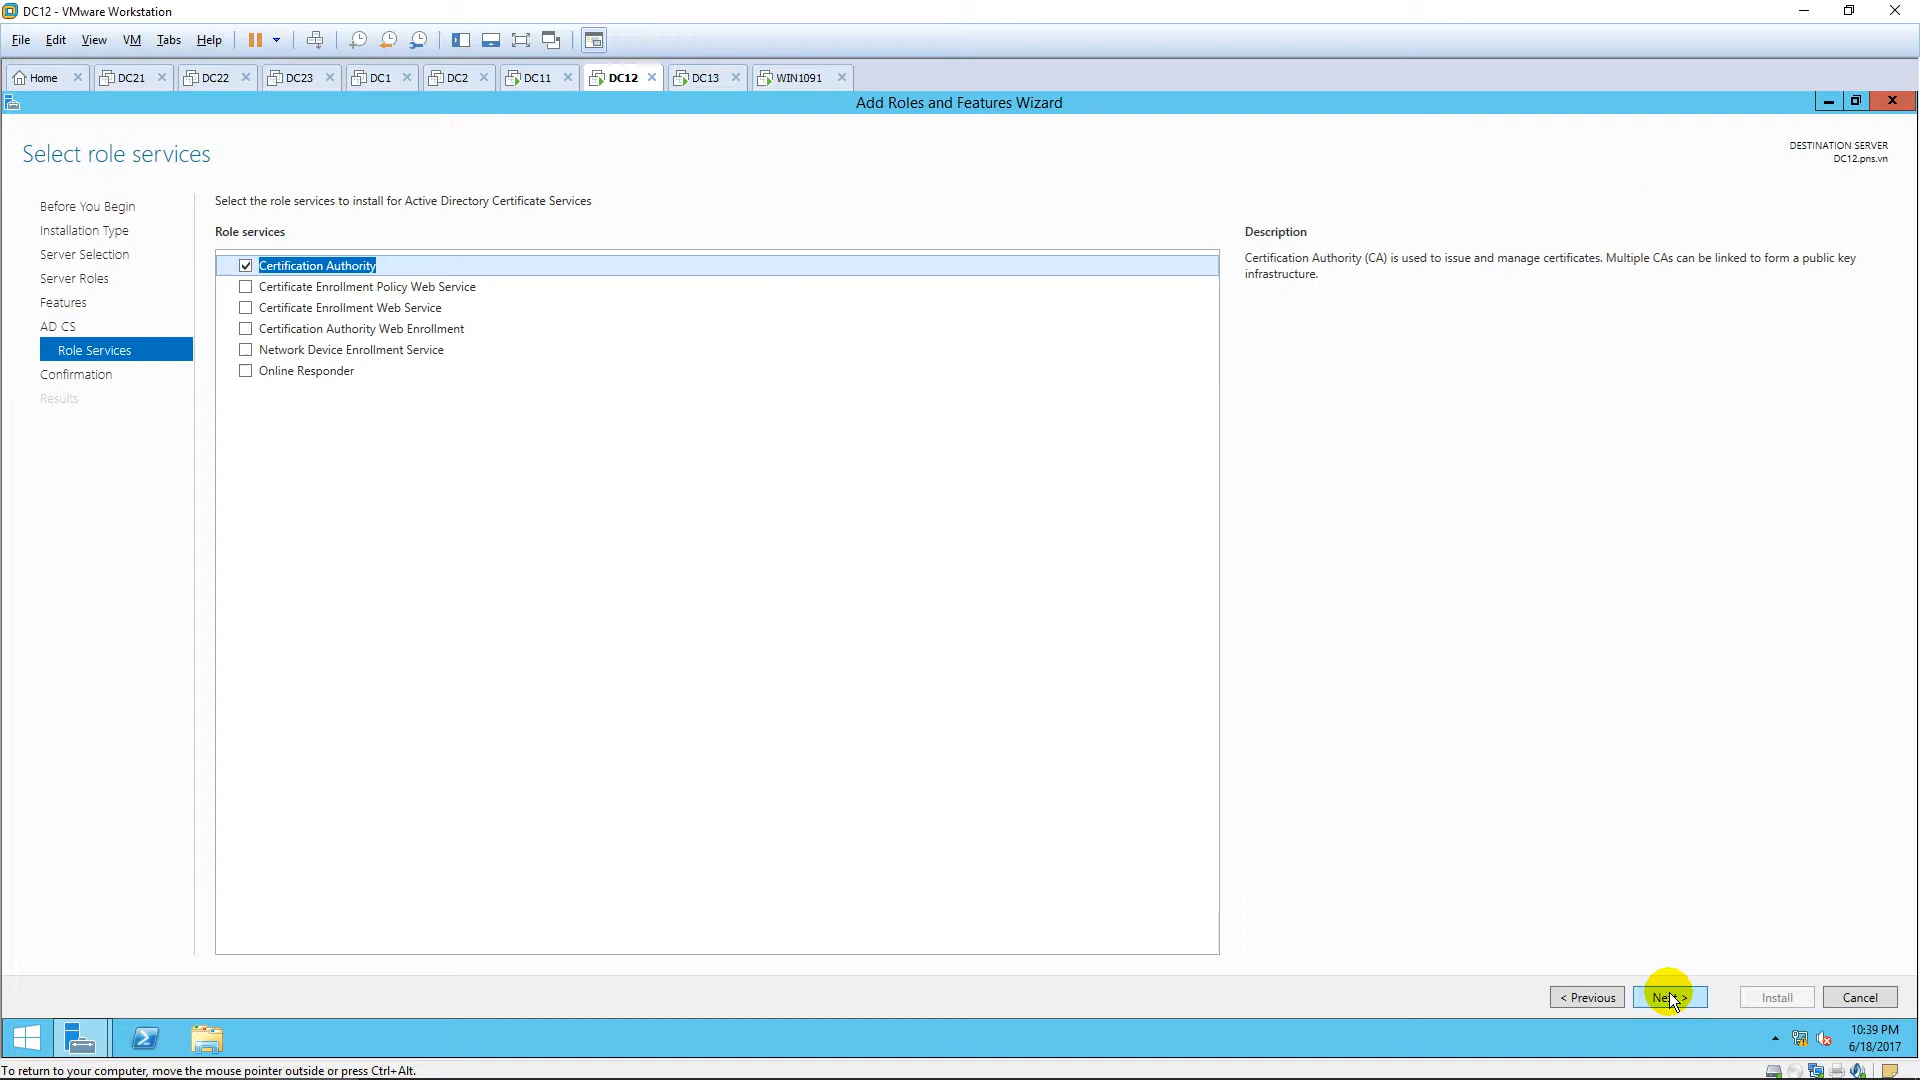 DC12 - VMware Workstation
File Edit View VM Tabs Help
Home DC21 DC22 DC23 DC1 DC2 DC11 DC12 DC13 WIN1091
Add Roles and Features Wizard
Select role services
DESTINATION SERVER
DC12.pns.vn
Before You Begin
Installation Type
Server Selection
Server Roles
Features
AD CS
Role Services
Confirmation
Results
Select the role services to install for Active Directory Certificate Services
Role services
Certification Authority
Certificate Enrollment Policy Web Service
Certificate Enrollment Web Service
Certification Authority Web Enrollment
Network Device Enrollment Service
Online Responder
Description
Certification Authority (CA) is used to issue and manage certificates. Multiple CAs can be linked to form a public key
infrastructure.
< Previous Next > Install Cancel
10:39 PM
6/18/2017
To return to your computer, move the mouse pointer outside or press Ctrl+Alt.